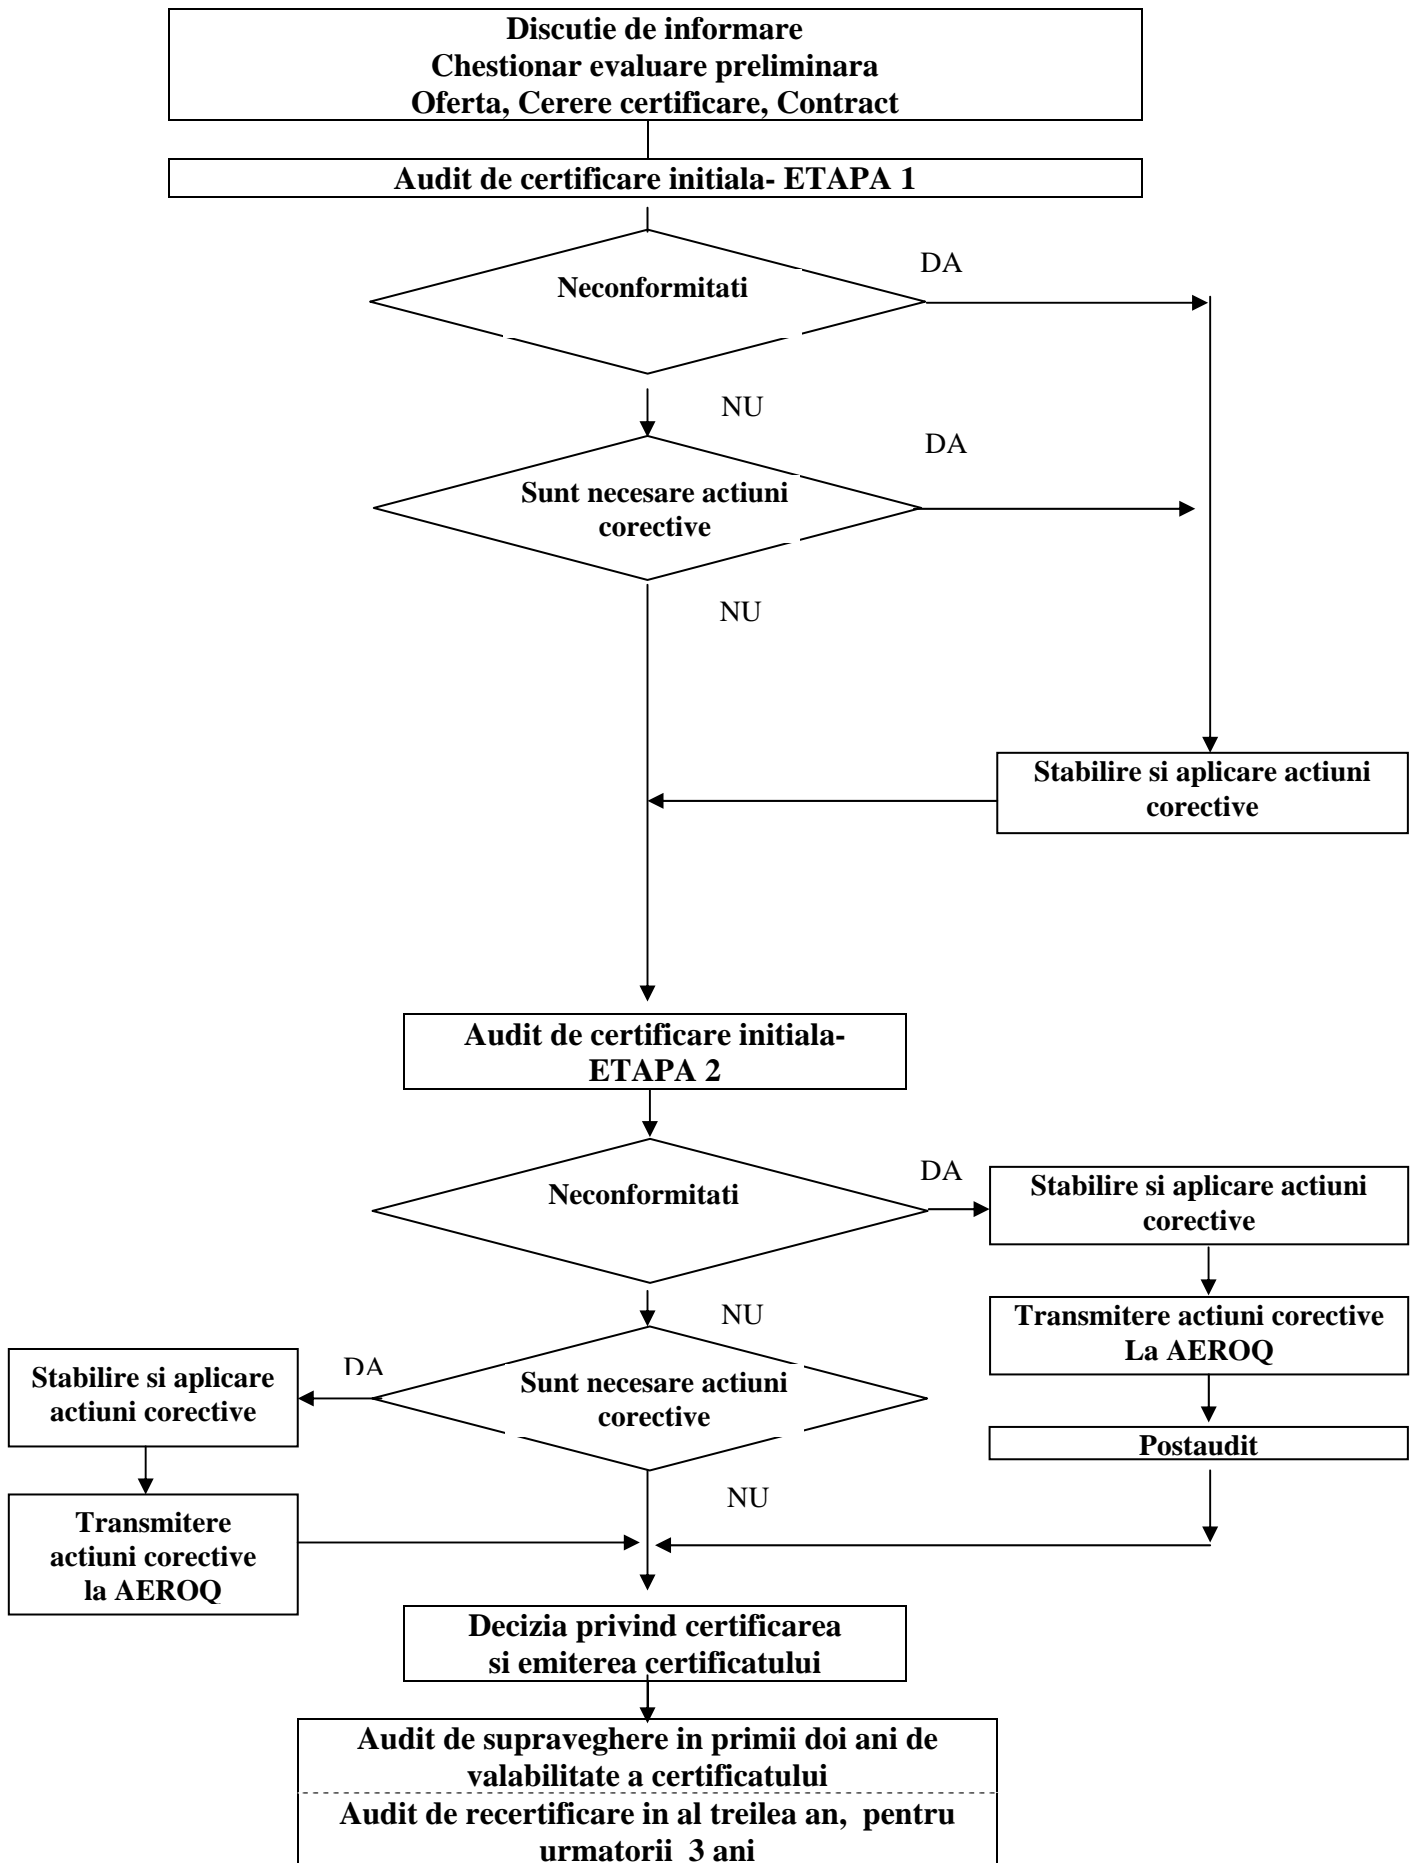 Discutie de informare
Chestionar evaluare preliminara
Oferta, Cerere certificare, Contract
Audit de certificare initiala- ETAPA 1
DA
Neconformitati
NU
DA
Sunt necesare actiuni
corective
NU
Stabilire si aplicare actiuni
corective
Audit de certificare initiala-
ETAPA 2
DA
Neconformitati
Stabilire si aplicare actiuni
corective
NU
Transmitere actiuni corective
La AEROQ
DA
Stabilire si aplicare
actiuni corective
Sunt necesare actiuni
corective
Postaudit
NU
Transmitere
actiuni corective
la AEROQ
Decizia privind certificarea
si emiterea certificatului
Audit de supraveghere in primii doi ani de
valabilitate a certificatului
Audit de recertificare in al treilea an,  pentru
urmatorii  3 ani